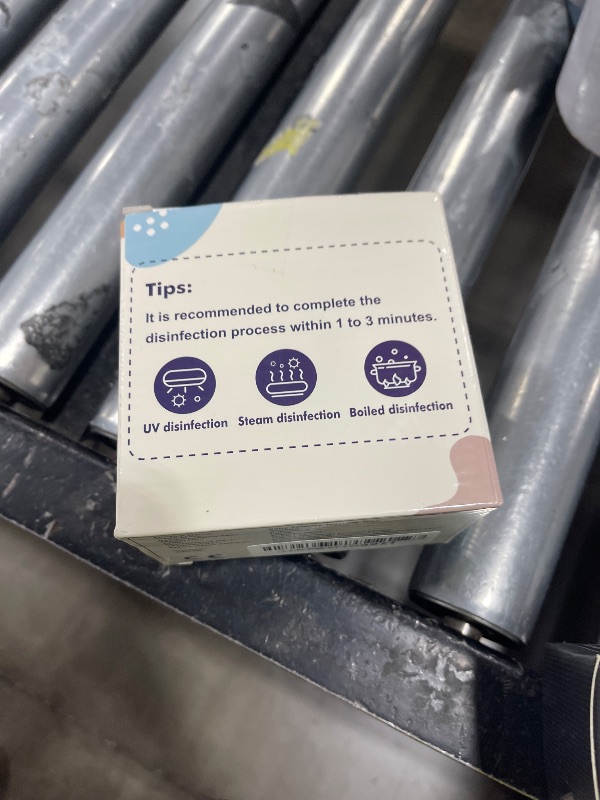 Tips:
It is recommended to complete the
disinfection process within 1 to 3 minutes.
UV disinfection Steam disinfection Boiled disinfection